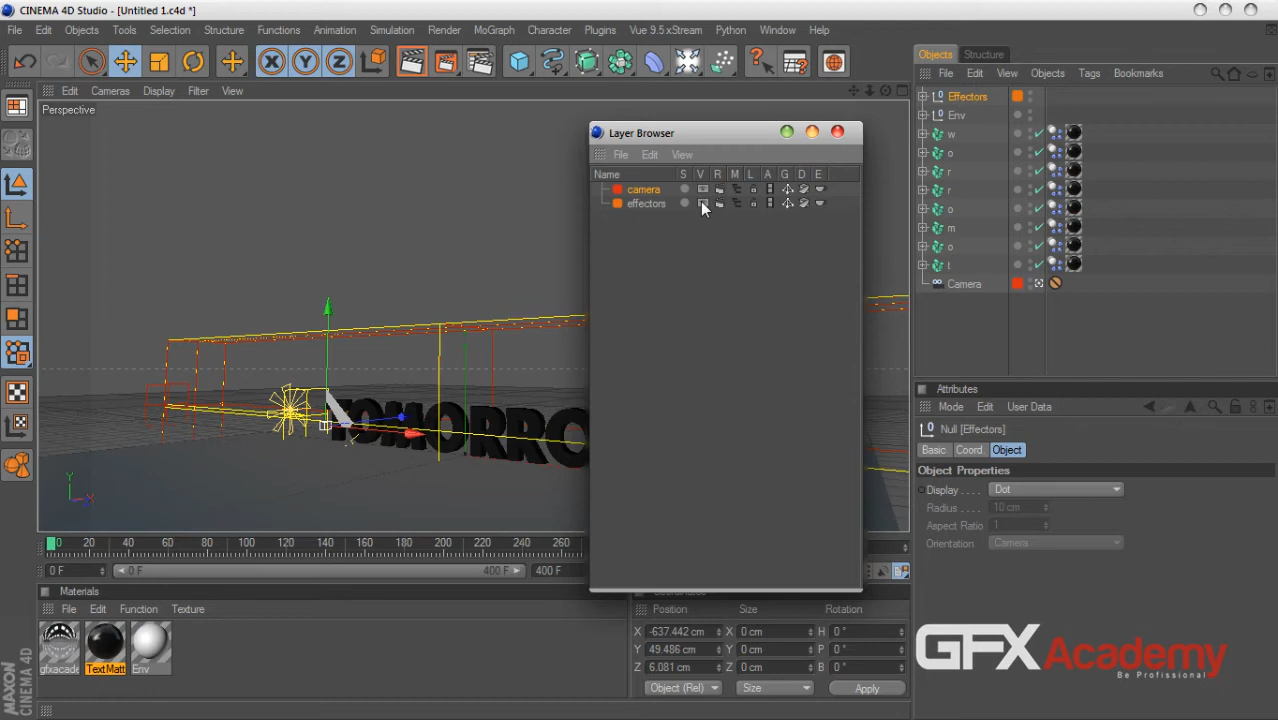 CINEMA 4D Studio - [Untitled 1.c4d *]
File Edit Objects Tools Selection Structure Functions Animation Simulation Render MoGraph Character Plugins Vue 9.5 xStream Python Window Help
X Y Z
Edit Cameras Display Filter View
Perspective
Y
X
Layer Browser
File Edit View
Name S V R M L A G D E
camera
effectors
TOMORRO
Objects Structure
File Edit View Objects Tags Bookmarks
Effectors
Env
w
o
r
r
o
m
o
t
Camera
Attributes
Mode Edit User Data
Null [Effectors]
Basic Coord. Object
Object Properties
Display . . . . Dot
Radius . . . . 10 cm
Aspect Ratio 1
Orientation Camera
0 20 40 60 80 100 120 140 160 180 200 220 240 260
0 F 0 F 400 F 400 F
Materials
File Edit Function Texture
gfxacade TextMatt Env
Coordinates
Position Size Rotation
X -637.442 cm X 0 cm H 0 °
Y 49.486 cm Y 0 cm P 0 °
Z 6.081 cm Z 0 cm B 0 °
Object (Rel) Size Apply
MAXON
CINEMA 4D
GFXAcademy
Be Profissional